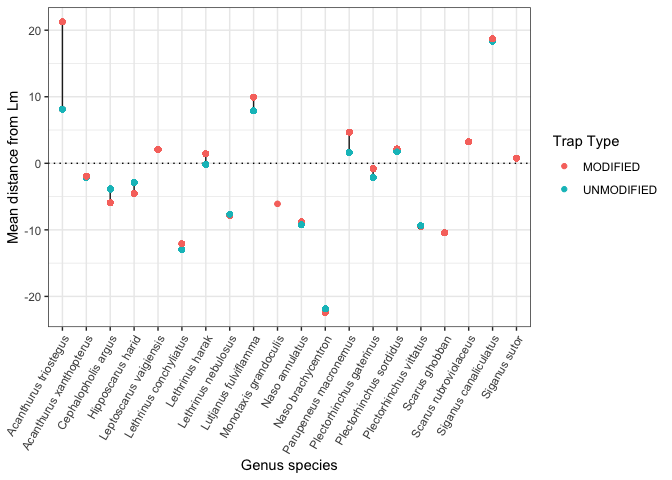 Mean distance from Lm
20
10
0
-10
-20
Acanthurus triostegus
Acanthurus xanthopterus
Cephalopholis argus
Hipposcarus harid
Leptoscarus vaigiensis
Lethrinus conchyliatus
Lethrinus harak
Lethrinus nebulosus
Lutjanus fulviflamma
Monotaxis grandoculis
Naso annulatus
Naso brachycentron
Parupeneus macronemus
Plectorhinchus gaterinus
Plectorhinchus sordidus
Plectorhinchus vittatus
Scarus ghobban
Scarus rubroviolaceus
Siganus canaliculatus
Siganus sutor
Genus species
Trap Type
MODIFIED
UNMODIFIED